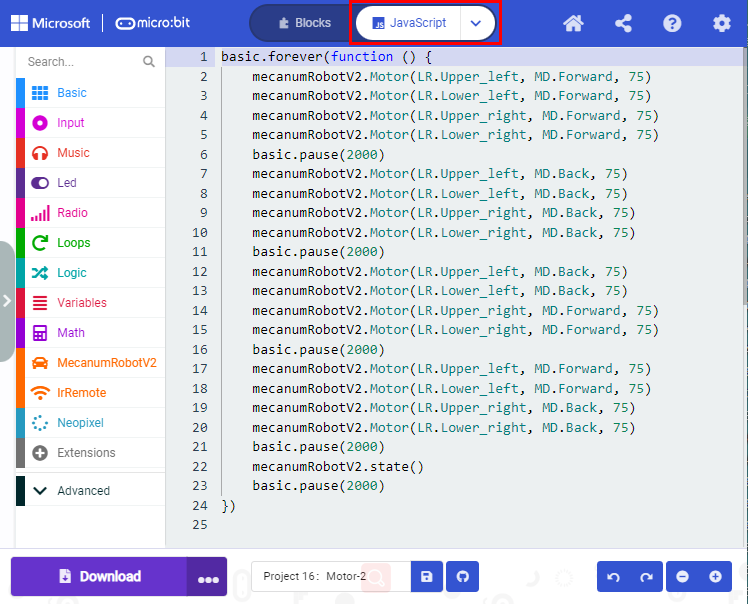 Microsoft micro:bit Blocks JS JavaScript
Search...
Basic
Input
Music
Led
Radio
Loops
Logic
Variables
Math
MecanumRobotV2
IrRemote
Neopixel
Extensions
Advanced
1 basic.forever(function () {
2 mecanumRobotV2.Motor(LR.Upper_left, MD.Forward, 75)
3 mecanumRobotV2.Motor(LR.Lower_left, MD.Forward, 75)
4 mecanumRobotV2.Motor(LR.Upper_right, MD.Forward, 75)
5 mecanumRobotV2.Motor(LR.Lower_right, MD.Forward, 75)
6 basic.pause(2000)
7 mecanumRobotV2.Motor(LR.Upper_left, MD.Back, 75)
8 mecanumRobotV2.Motor(LR.Lower_left, MD.Back, 75)
9 mecanumRobotV2.Motor(LR.Upper_right, MD.Back, 75)
10 mecanumRobotV2.Motor(LR.Lower_right, MD.Back, 75)
11 basic.pause(2000)
12 mecanumRobotV2.Motor(LR.Upper_left, MD.Back, 75)
13 mecanumRobotV2.Motor(LR.Lower_left, MD.Back, 75)
14 mecanumRobotV2.Motor(LR.Upper_right, MD.Forward, 75)
15 mecanumRobotV2.Motor(LR.Lower_right, MD.Forward, 75)
16 basic.pause(2000)
17 mecanumRobotV2.Motor(LR.Upper_left, MD.Forward, 75)
18 mecanumRobotV2.Motor(LR.Lower_left, MD.Forward, 75)
19 mecanumRobotV2.Motor(LR.Upper_right, MD.Back, 75)
20 mecanumRobotV2.Motor(LR.Lower_right, MD.Back, 75)
21 basic.pause(2000)
22 mecanumRobotV2.state()
23 basic.pause(2000)
24 })
25
Download
Project 16：Motor-2